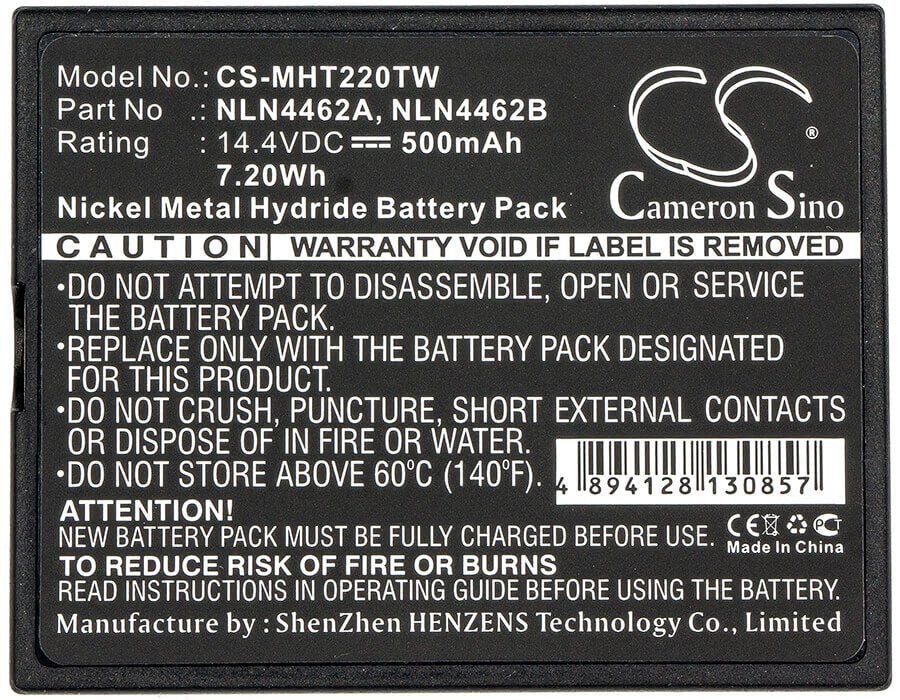 Model No.: CS-MHT220TW
Part No .: NLN4462A, NLN4462B
Rating : 14.4VDC ⎓ 500mAh
7.20Wh
Nickel Metal Hydride Battery Pack
CS
®
Cameron Sino
CAUTION WARRANTY VOID IF LABEL IS REMOVED
·DO NOT ATTEMPT TO DISASSEMBLE, OPEN OR SERVICE
THE BATTERY PACK.
·REPLACE ONLY WITH THE BATTERY PACK DESIGNATED
FOR THIS PRODUCT.
·DO NOT CRUSH, PUNCTURE, SHORT EXTERNAL CONTACTS
OR DISPOSE OF IN FIRE OR WATER.
·DO NOT STORE ABOVE 60°C (140°F).
4 894128 130857
ATTENTION!
NEW BATTERY PACK MUST BE FULLY CHARGED BEFORE USE.
CE PCT
Made In China
TO REDUCE RISK OF FIRE OR BURNS
READ INSTRUCTIONS IN OPERATING GUIDE BEFORE USING THE BATTERY.
Manufacture by : ShenZhen HENZENS Technology Co., Limited